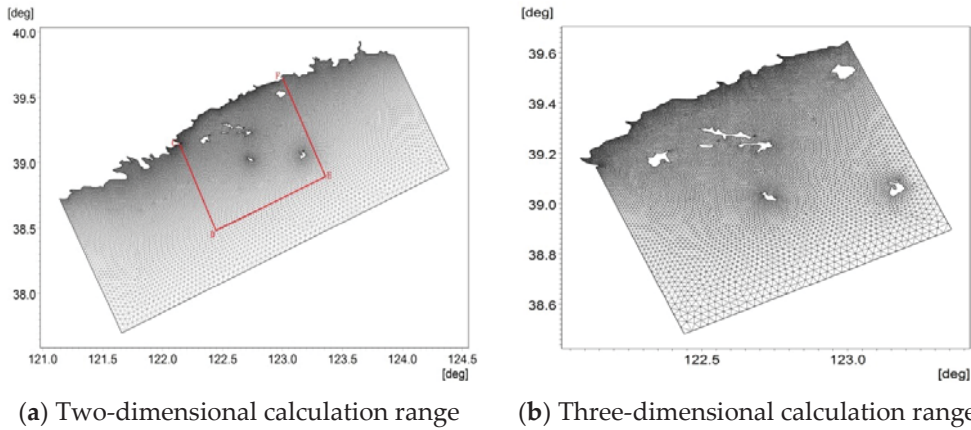 [deg]
40.0
39.5
39.0
38.5
38.0
121.0 121.5 122.0 122.5 123.0 123.5 124.0 124.5
[deg]
(a) Two-dimensional calculation range
[deg]
39.6
39.4
39.2
39.0
38.8
38.6
122.5 123.0
[deg]
(b) Three-dimensional calculation range